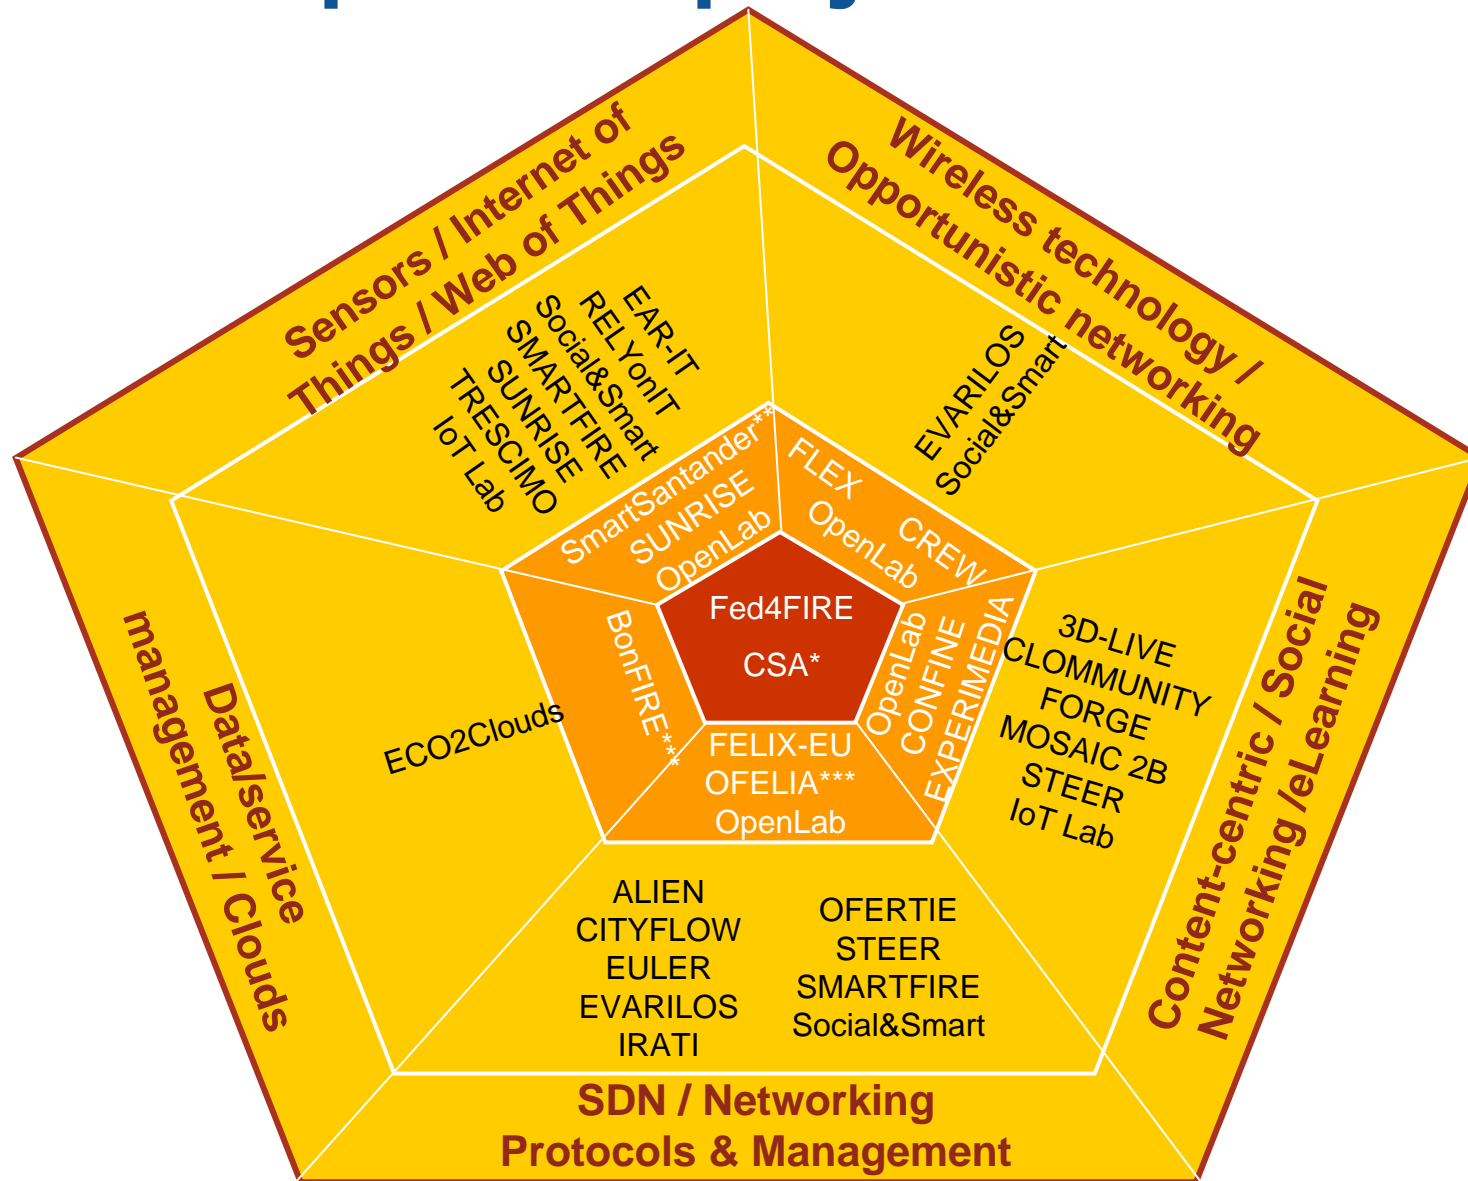 Sensors / Internet of
Things / Web of Things
Wireless technology /
Opportunistic networking
EAR-IT
RELYonIT
Social&Smart
SMARTFIRE
SUNRISE
TRESCIMO
IoT Lab
EVARILOS
Social&Smart
SmartSantander**
SUNRISE
OpenLab
FLEX
CREW
OpenLab
Fed4FIRE
CSA*
BonFIRE***
OpenLab
CONFINE
EXPERIMEDIA
FELIX-EU
OFELIA***
OpenLab
Data/service
management / Clouds
ECO2Clouds
3D-LIVE
CLOMMUNITY
FORGE
MOSAIC 2B
STEER
IoT Lab
Content-centric / Social
Networking /eLearning
ALIEN
CITYFLOW
EULER
EVARILOS
IRATI
OFERTIE
STEER
SMARTFIRE
Social&Smart
SDN / Networking
Protocols & Management